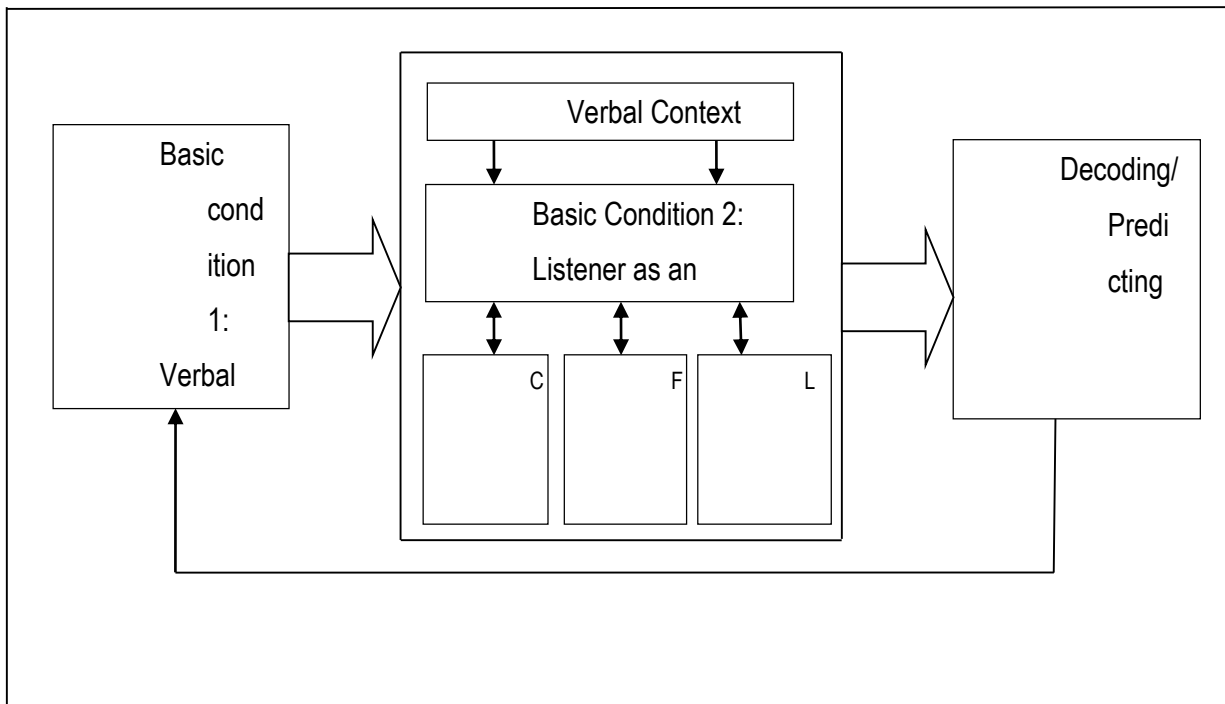 Basic
cond
ition
1:
Verbal
Verbal Context
Basic Condition 2:
Listener as an
C
F
L
Decoding/
Predi
cting